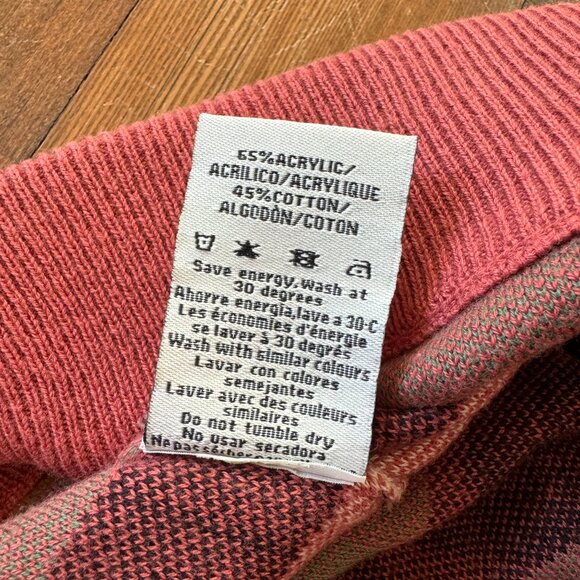 55%ACRYLIC/
ACRILICO/ACRYLIQUE
45%COTTON/
ALGODÓN/COTON
Save energy.wash at
30 degrees
Ahorre energia,lave a 30·C
Les économies d'énergie
se laver à 30 degrés
Wash with similar colours
Lavar con colores
semejantes
Laver avec des couleurs
similaires
Do not tumble dry
No usar secadora